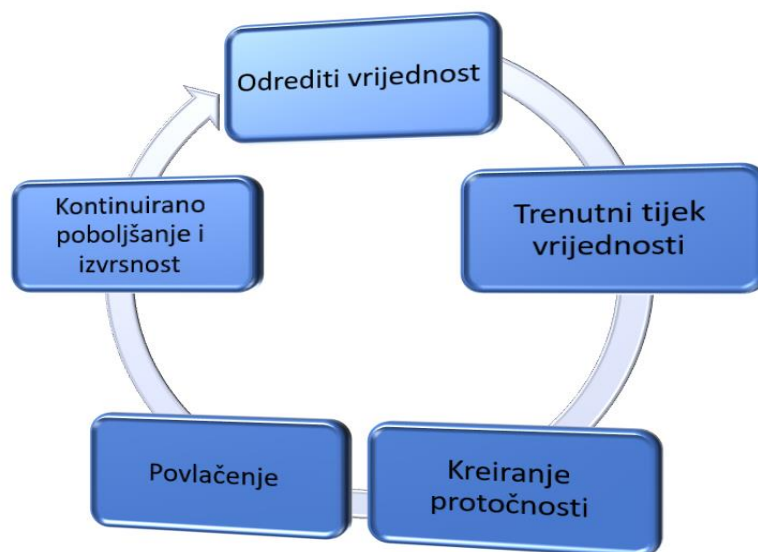 Odrediti vrijednost
Trenutni tijek
vrijednosti
Kreiranje
protočnosti
Povlačenje
Kontinuirano
poboljšanje i
izvrsnost